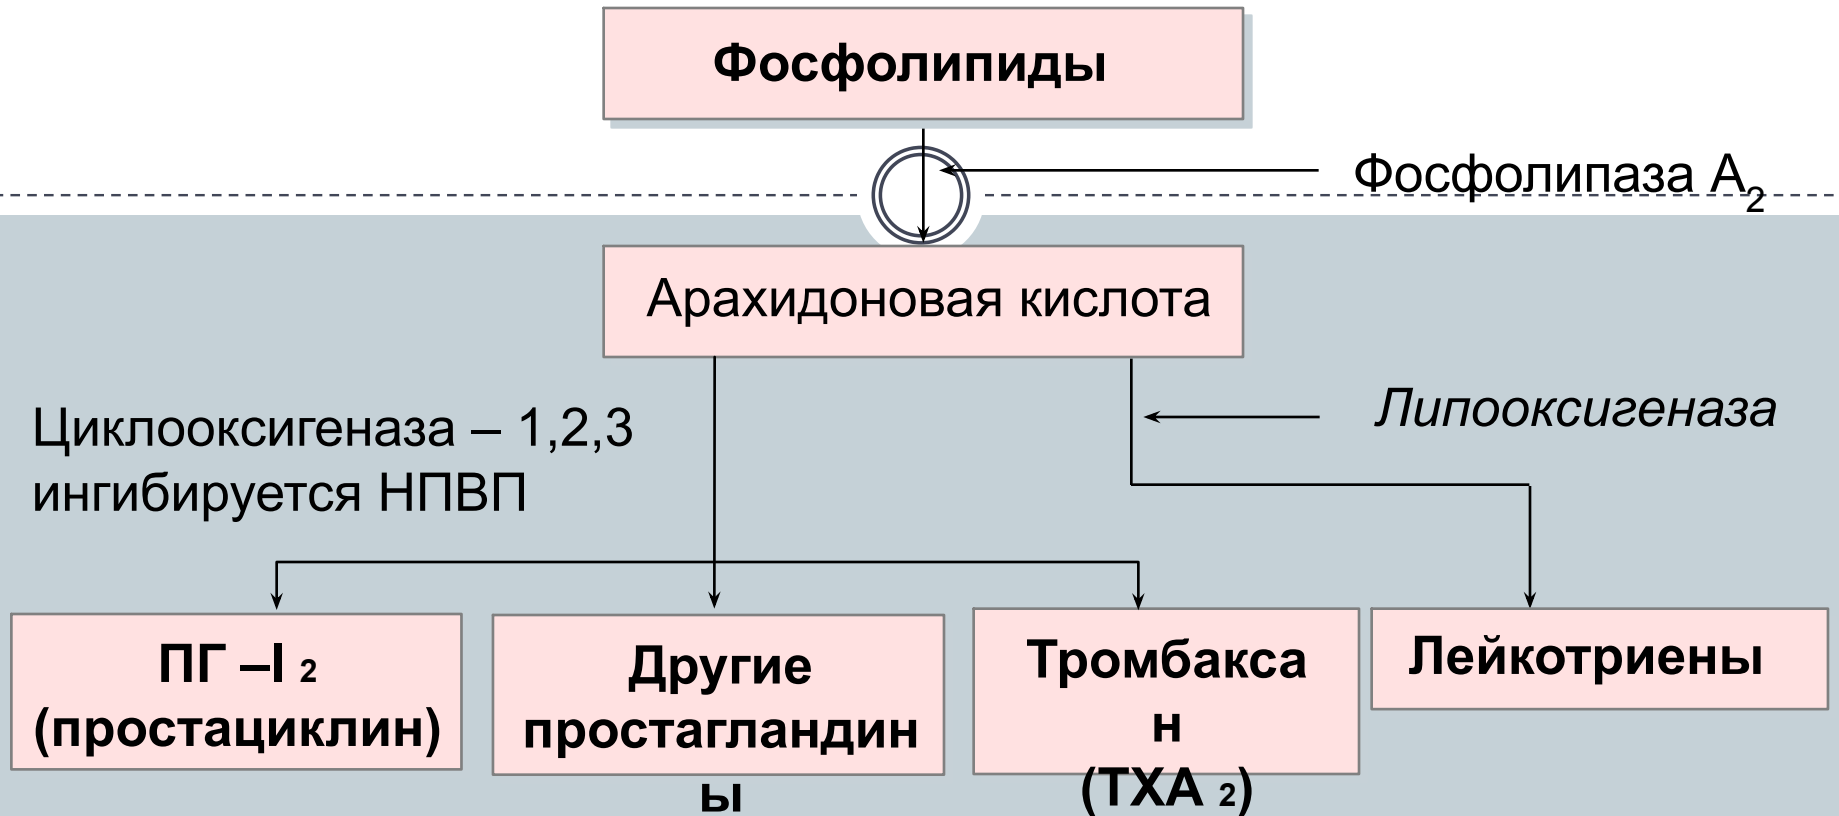 Фосфолипиды
Фосфолипаза А2
Арахидоновая кислота
Циклооксигеназа – 1,2,3
ингибируется НПВП
Липооксигеназа
ПГ –I 2
(простациклин)
Другие
простагландин
ы
Тромбакса
н
(ТХА 2)
Лейкотриены